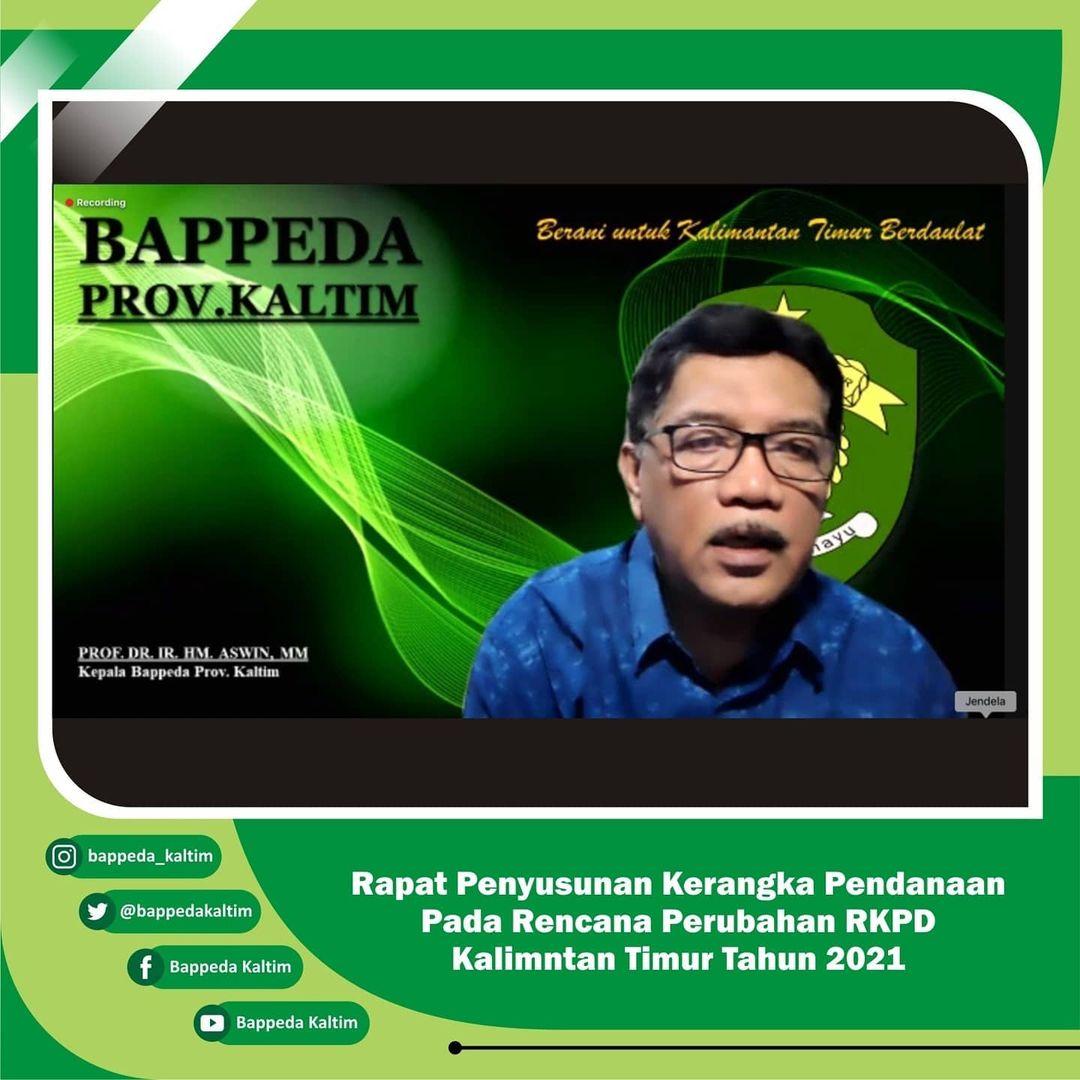 Recording
BAPPEDA
PROV.KALTIM
Berani untuk Kalimantan Timur Berdaulat
PROF. DR. IR. HM. ASWIN, MM
Kepala Bappeda Prov. Kaltim
Jendela
bappeda_kaltim
@bappedakaltim
Bappeda Kaltim
Bappeda Kaltim
Rapat Penyusunan Kerangka Pendanaan
Pada Rencana Perubahan RKPD
Kalimntan Timur Tahun 2021